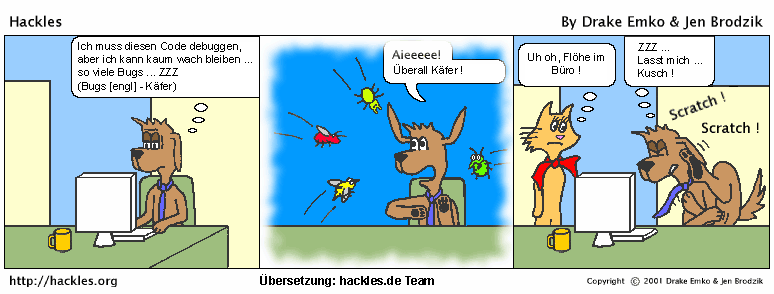 Hackles
By Drake Emko & Jen Brodzik
Ich muss diesen Code debuggen,
aber ich kann kaum wach bleiben ...
so viele Bugs ... ZZZ
(Bugs [engl] - Käfer)
Aieeeee!
Überall Käfer !
Uh oh, Flöhe im
Büro !
ZZZ ...
Lasst mich ...
Kusch !
Scratch !
Scratch !
http://hackles.org
Übersetzung: hackles.de Team
Copyright © 2001 Drake Emko & Jen Brodzik